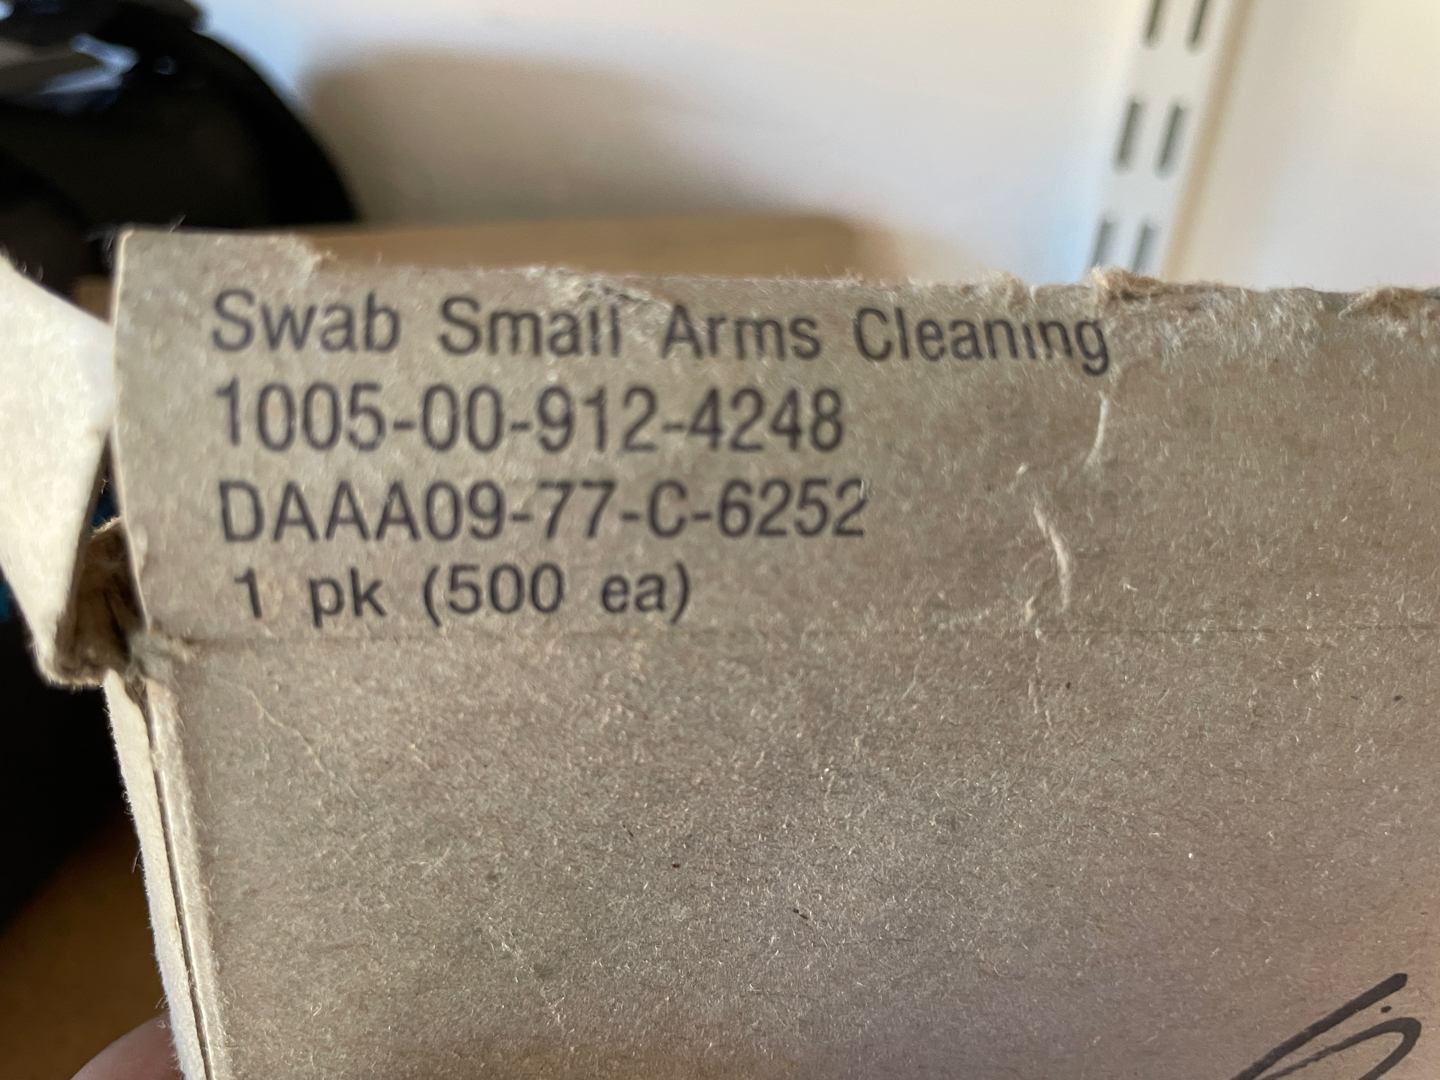 Swab Small Arms Cleaning
1005-00-912-4248
DAAA09-77-C-6252
1 pk (500 ea)